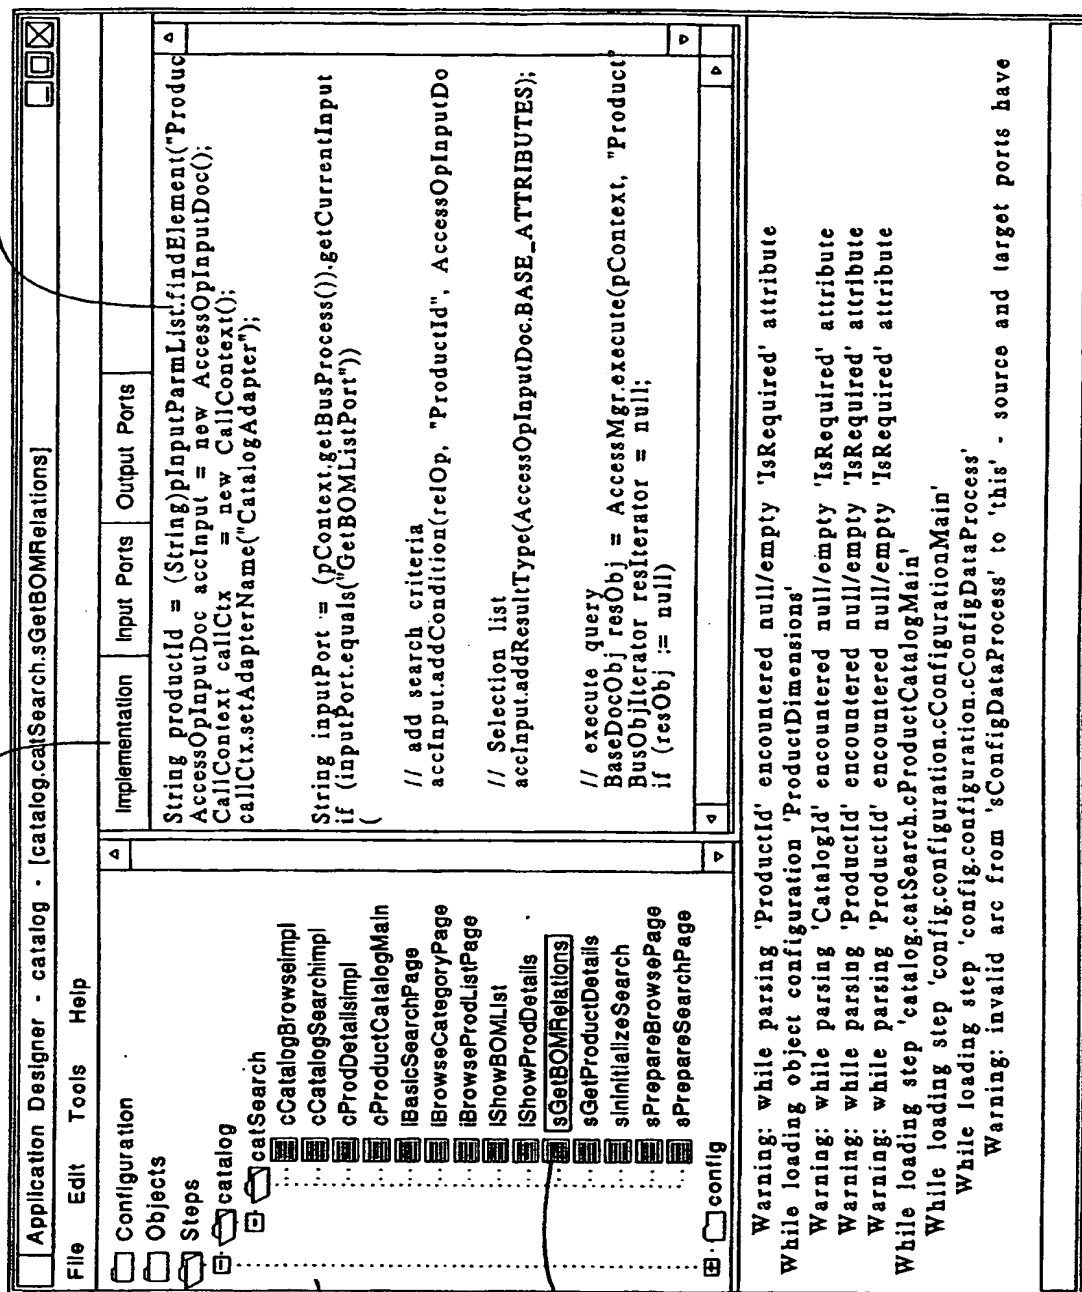 Application Designer - catalog - [catalog.catSearch.sGetBOMRelations]
File Edit Tools Help
Configuration
Objects
Steps
catalog
catSearch
cCatalogBrowseImpl
cCatalogSearchImpl
cProdDetailsImpl
cProductCatalogMain
iBasicSearchPage
iBrowseCategoryPage
iBrowseProdListPage
iShowBOMList
iShowProdDetails
sGetBOMRelations
sGetProductDetails
sInInitializeSearch
sPrepareBrowsePage
sPrepareSearchPage
config
Implementation Input Ports Output Ports
String productId = (String)pInputParmList.findElement("Produc
AccessOpInputDoc accInput = new AccessOpInputDoc();
CallContext callCtx = new CallContext();
callCtx.setAdapterName("CatalogAdapter");
String inputPort = (pContext.getBusProcess()).getCurrentInput
if (inputPort.equals("GetBOMListPort"))
(
// add search criteria
accInput.addCondition(relOp, "ProductId", AccessOpInputDo
// Selection list
accInput.addResultType(AccessOpInputDoc.BASE_ATTRIBUTES);
// execute query
BaseDocObj resObj = AccessMgr.execute(pContext, "Product"
BusObjIterator resIterator = null;
if (resObj := null)
Warning: while parsing 'ProductId' encountered null/empty 'IsRequired' attribute
While loading object configuration 'ProductDimensions'
Warning: while parsing 'CatalogId' encountered null/empty 'IsRequired' attribute
Warning: while parsing 'ProductId' encountered null/empty 'IsRequired' attribute
Warning: while parsing 'ProductId' encountered null/empty 'IsRequired' attribute
While loading step 'catalog.catSearch.cProductCatalogMain'
While loading step 'config.configuration.cConfigurationMain'
While loading step 'config.configuration.cConfigDataProcess'
Warning: invalid arc from 'sConfigDataProcess' to 'this' - source and target ports have